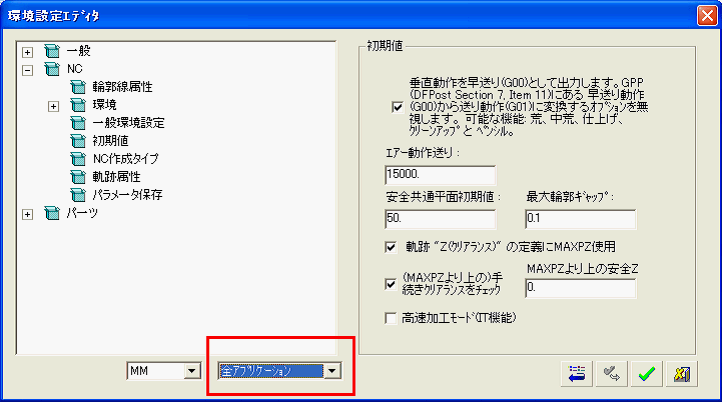 環境設定ｴﾃﾞｨﾀ
一般
NC
輪郭線属性
環境
一般環境設定
初期値
NC作成タイプ
軌跡属性
パラメータ保存
パーツ
MM
全ｱﾌﾟﾘｹｰｼｮﾝ
初期値
垂直動作を早送り(G00)として出力します。GPP
(DFPost Section 7, Item 11)にある 早送り動作
(G00)から送り動作(G01)に変換するｵﾌﾟｼｮﾝを無
視します。 可能な機能: 荒、中荒、仕上げ、
ｸﾘｰﾝｱｯﾌﾟ と ﾍﾟﾝｼﾙ。
ｴｱｰ動作送り :
15000.
安全共通平面初期値 :
50.
最大輪郭ｷﾞｬｯﾌﾟ :
0.1
軌跡 "Z(ｸﾘｱﾗﾝｽ)" の定義にMAXPZ使用
(MAXPZより上の)手
続きｸﾘｱﾗﾝｽをﾁｪｯｸ
MAXPZより上の安全Z
0.
高速加工モード(IT機能)